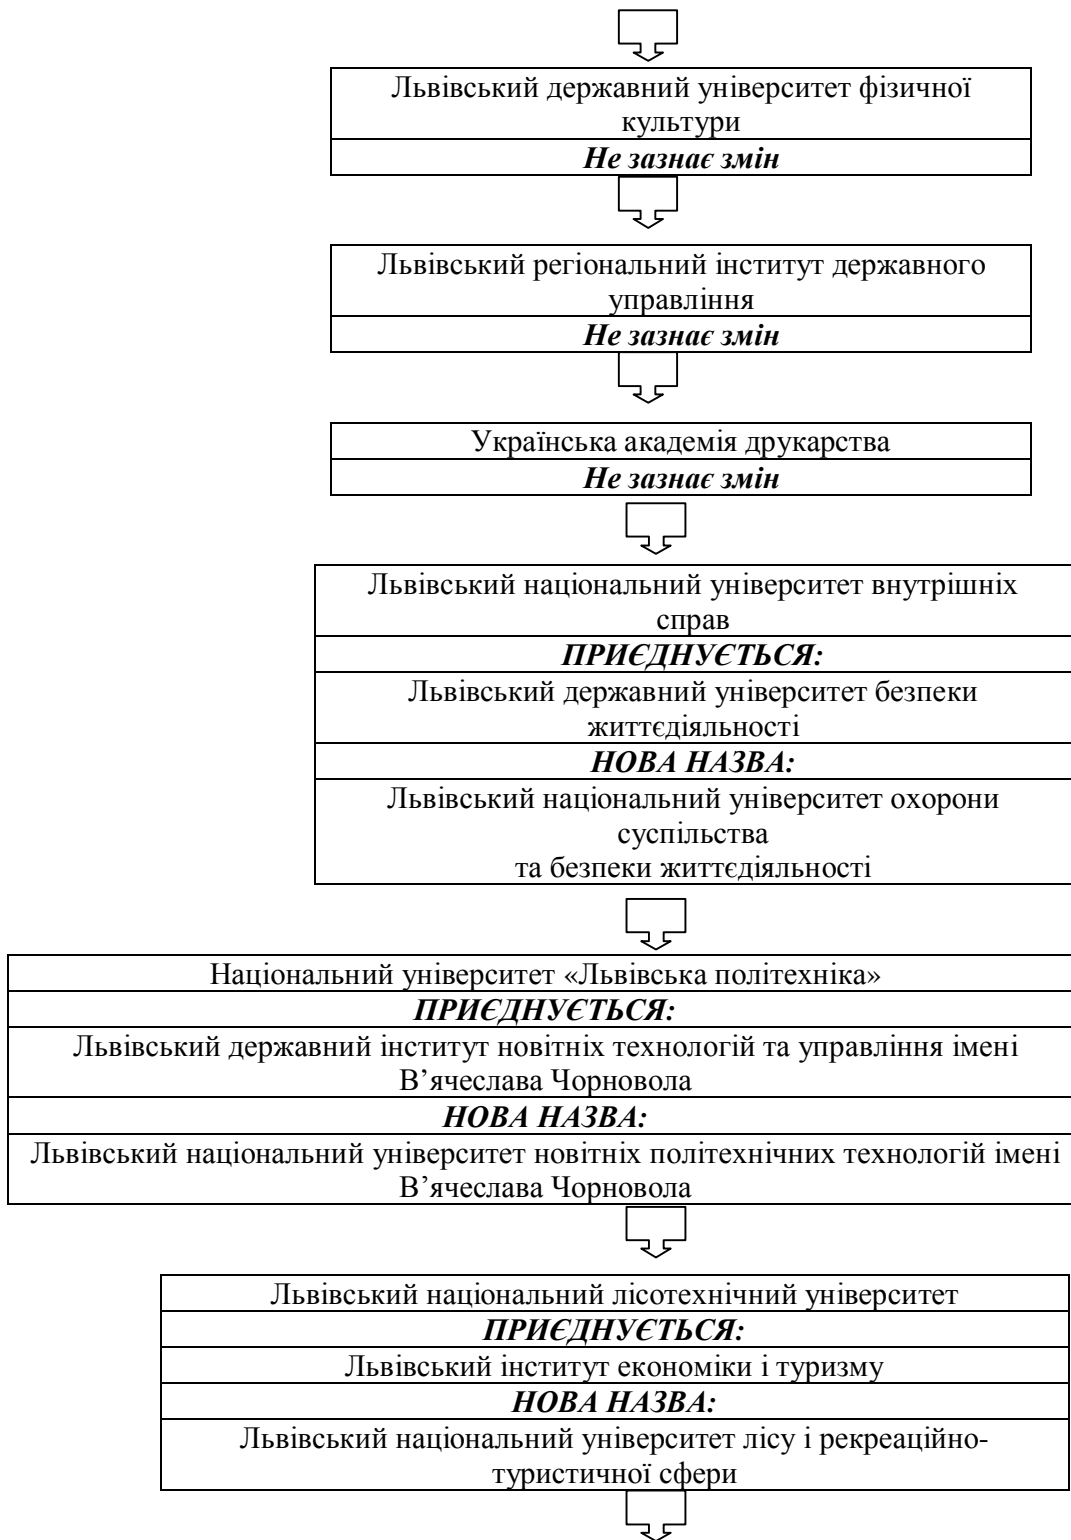 Львівський державний університет фізичної
культури
Не зазнає змін
Львівський регіональний інститут державного
управління
Не зазнає змін
Українська академія друкарства
Не зазнає змін
Львівський національний університет внутрішніх
справ
ПРИЄДНУЄТЬСЯ:
Львівський державний університет безпеки
життєдіяльності
НОВА НАЗВА:
Львівський національний університет охорони
суспільства
та безпеки життєдіяльності
Національний університет «Львівська політехніка»
ПРИЄДНУЄТЬСЯ:
Львівський державний інститут новітніх технологій та управління імені
В’ячеслава Чорновола
НОВА НАЗВА:
Львівський національний університет новітніх політехнічних технологій імені
В’ячеслава Чорновола
Львівський національний лісотехнічний університет
ПРИЄДНУЄТЬСЯ:
Львівський інститут економіки і туризму
НОВА НАЗВА:
Львівський національний університет лісу і рекреаційно-
туристичної сфери